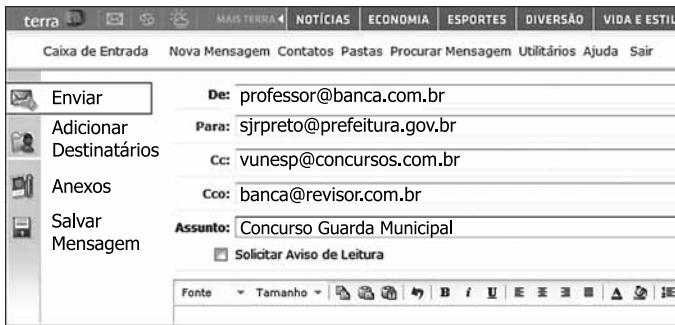 terra MAIS TERRA NOTÍCIAS ECONOMIA ESPORTES DIVERSÃO VIDA E ESTIL
Caixa de Entrada Nova Mensagem Contatos Pastas Procurar Mensagem Utilitários Ajuda Sair
Enviar
Adicionar
Destinatários
Anexos
Salvar
Mensagem
De: professor@banca.com.br
Para: sjrpreto@prefeitura.gov.br
Cc: vunesp@concursos.com.br
Cco: banca@revisor.com.br
Assunto: Concurso Guarda Municipal
Solicitar Aviso de Leitura
Fonte Tamanho B i U A